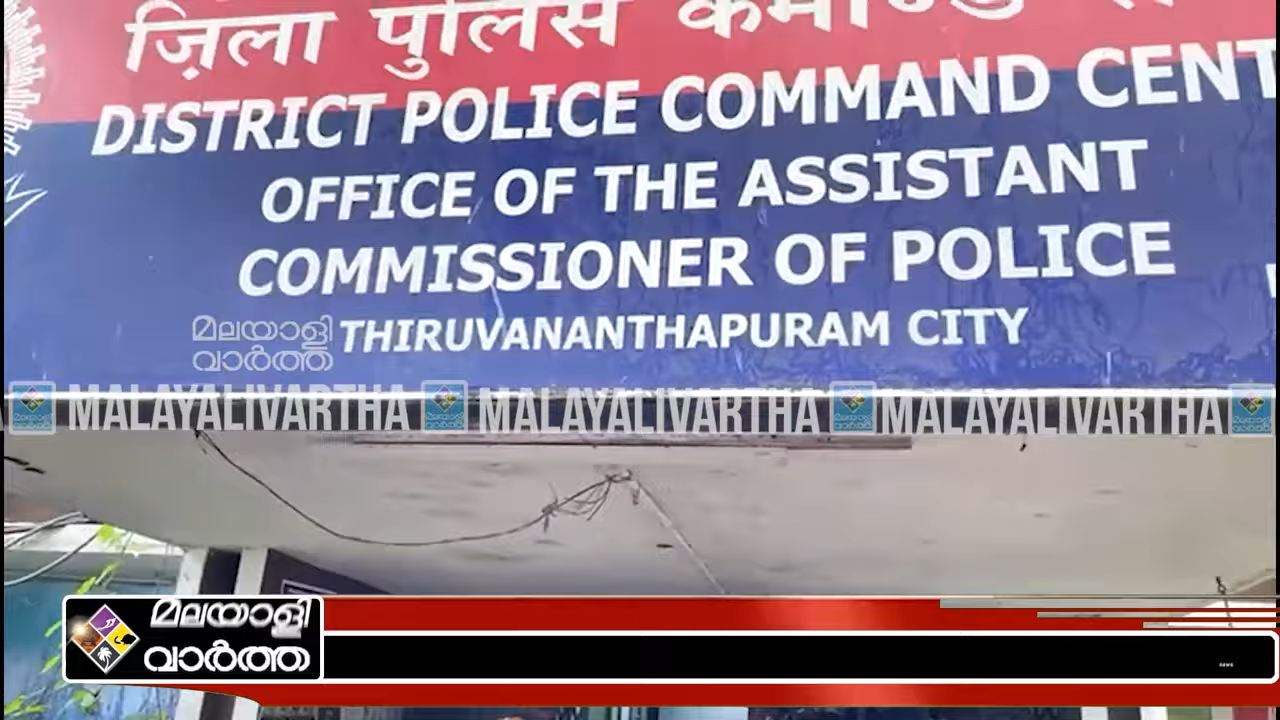 ज़िला पुलिस
DISTRICT POLICE COMMAND CENT
OFFICE OF THE ASSISTANT
COMMISSIONER OF POLICE
THIRUVANANTHAPURAM CITY
മലയാളി
വാർത്ത
MALAYALIVARTHA MALAYALIVARTHA MALAYALIVARTHA
മലയാളി
വാർത്ത
news